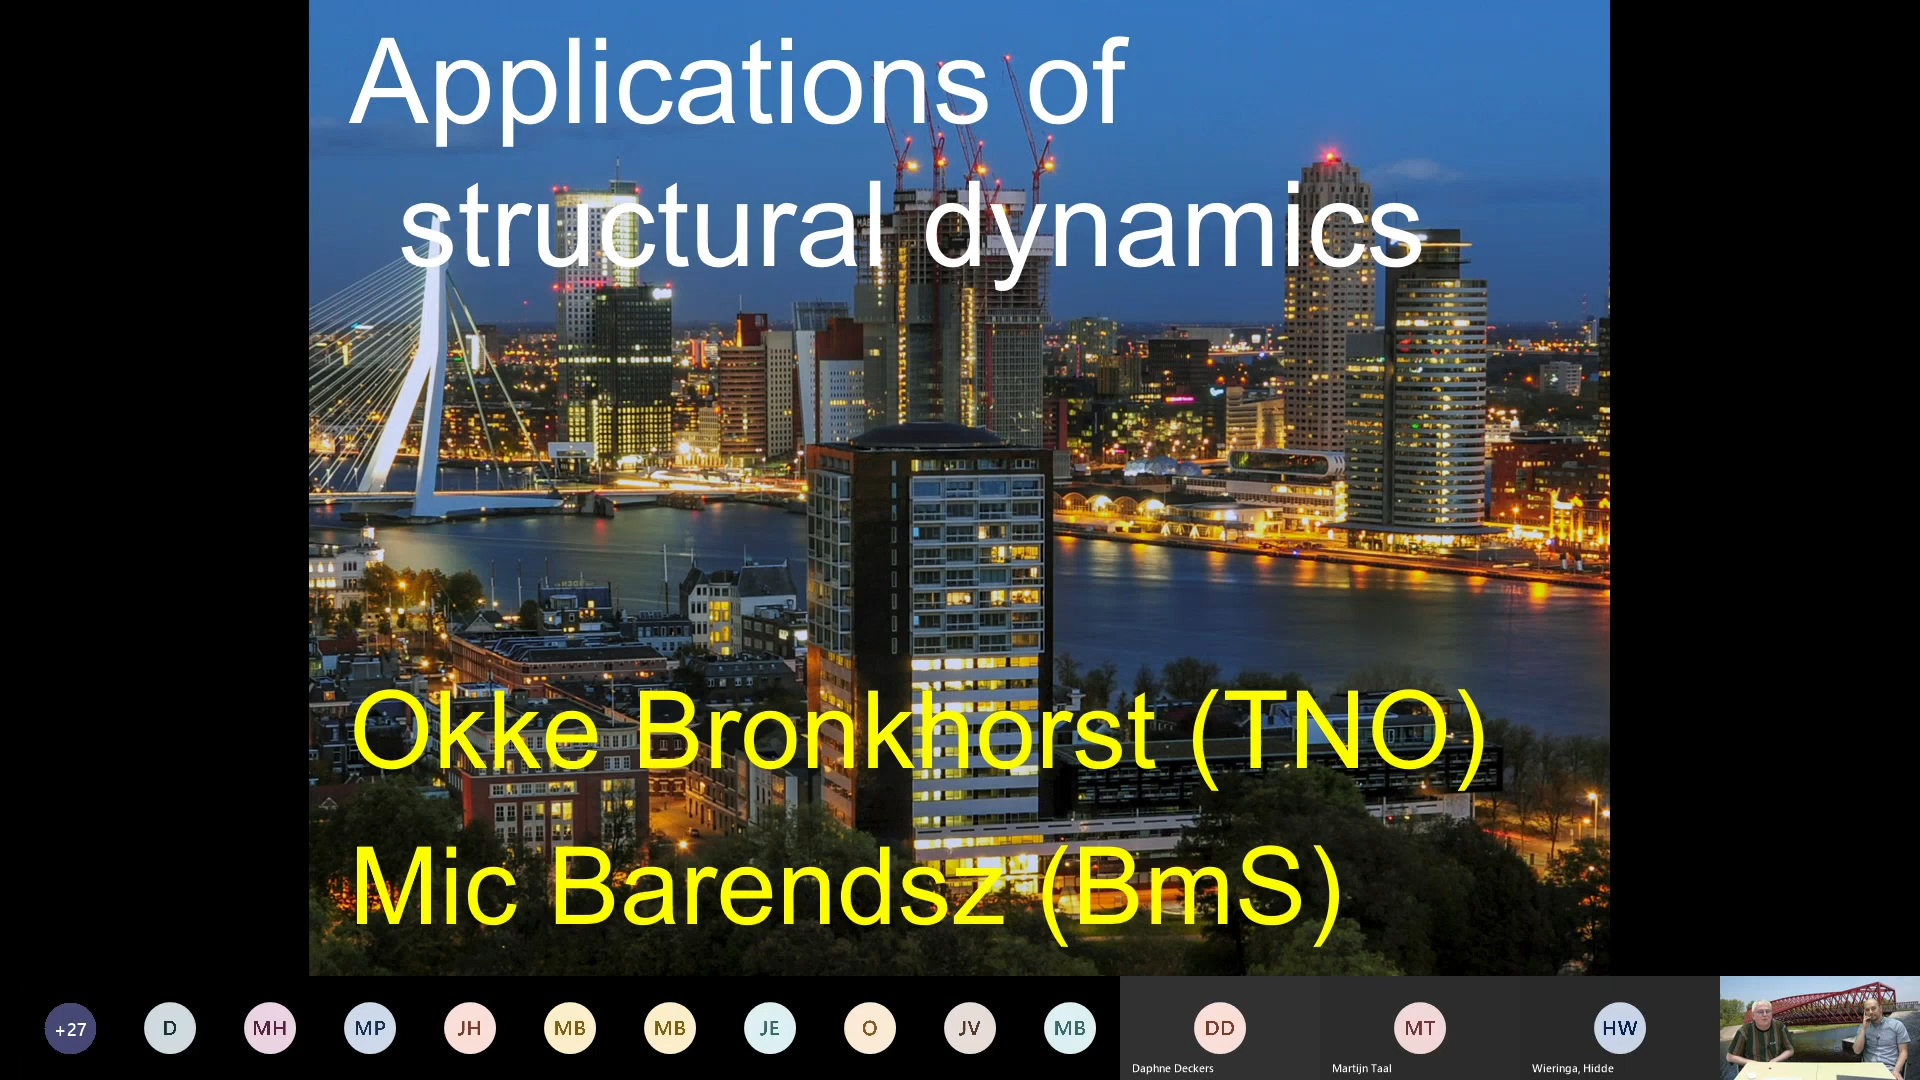 Applications of
structural dynamics
Okke Bronkhorst (TNO)
Mic Barendsz (BmS)
+27
D
MH
MP
JH
MB
MB
JE
O
JV
MB
DD
MT
HW
Daphne Deckers
Martijn Taal
Wieringa, Hidde